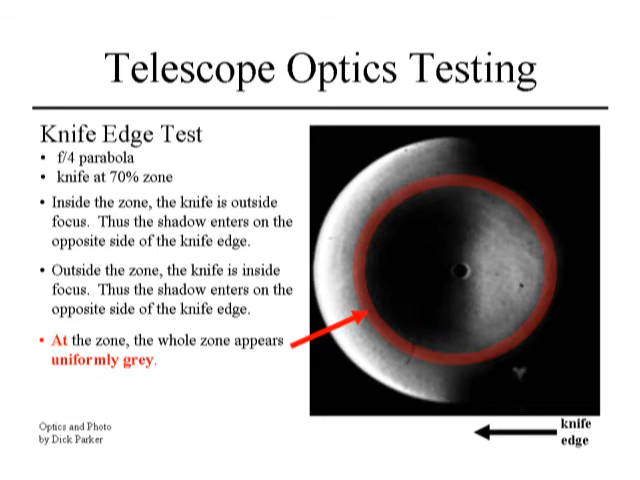 Telescope Optics Testing
Knife Edge Test
• f/4 parabola
• knife at 70% zone
• Inside the zone, the knife is outside
focus. Thus the shadow enters on the
opposite side of the knife edge.
• Outside the zone, the knife is inside
focus. Thus the shadow enters on the
opposite side of the knife edge.
• At the zone, the whole zone appears
uniformly grey.
Optics and Photo
by Dick Parker
knife
edge